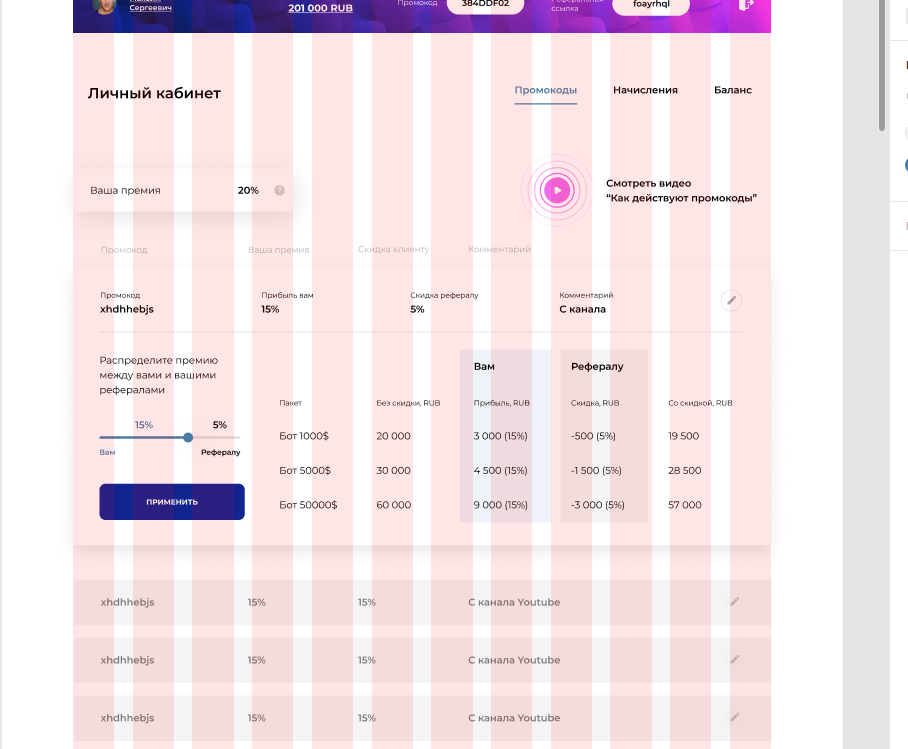 Сергеевич
201 000 RUB
Промокод
384DDF02
ссылка
foayrhql
Личный кабинет
Промокоды
Начисления
Баланс
Ваша премия
20%
?
Смотреть видео
“Как действуют промокоды”
Промокод
Ваша премия
Скидка клиенту
Комментарий
Промокод
Прибыль вам
Скидка рефералу
Комментарий
xhdhhebjs
15%
5%
С канала
Распределите премию
между вами и вашими
рефералами
15%
5%
Вам
Рефералу
ПРИМЕНИТЬ
Вам
Рефералу
Пакет
Без скидки, RUB
Прибыль, RUB
Скидка, RUB
Со скидкой, RUB
Бот 1000$
20 000
3 000 (15%)
-500 (5%)
19 500
Бот 5000$
30 000
4 500 (15%)
-1 500 (5%)
28 500
Бот 50000$
60 000
9 000 (15%)
-3 000 (5%)
57 000
xhdhhebjs
15%
15%
С канала Youtube
xhdhhebjs
15%
15%
С канала Youtube
xhdhhebjs
15%
15%
С канала Youtube